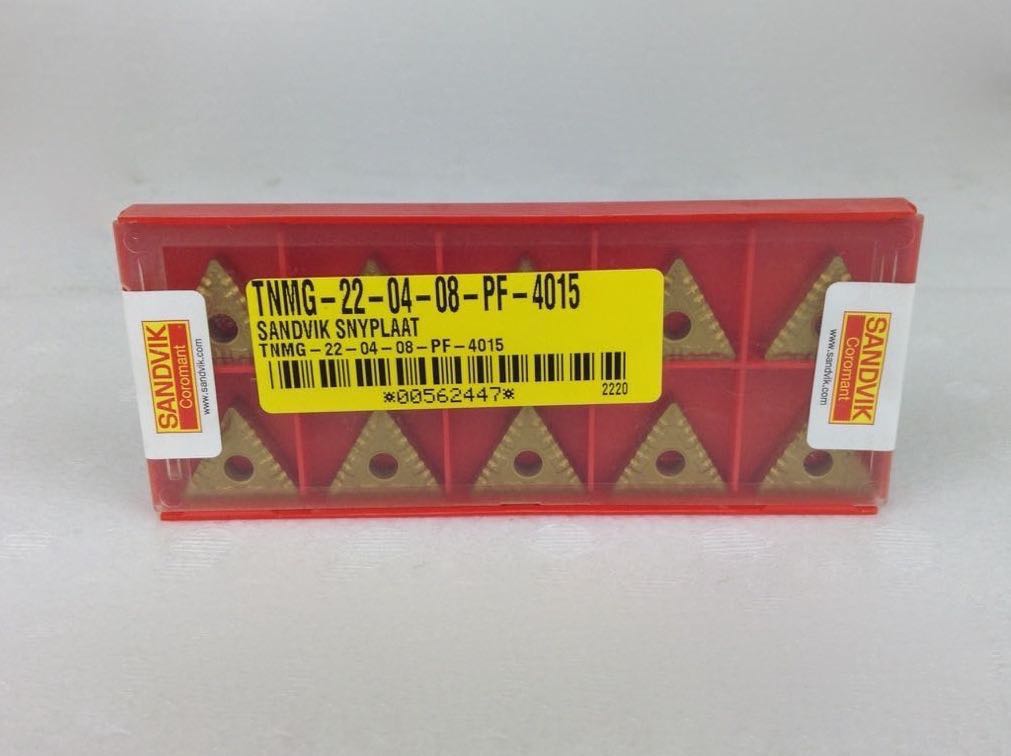 TNMG-22-04-08-PF-4015
SANDVIK SNYPLAAT
TNMG-22-04-08-PF-4015
*00562447*
2220
SANDVIK
Coromant
www.sandvik.com
SANDVIK
Coromant
www.sandvik.com